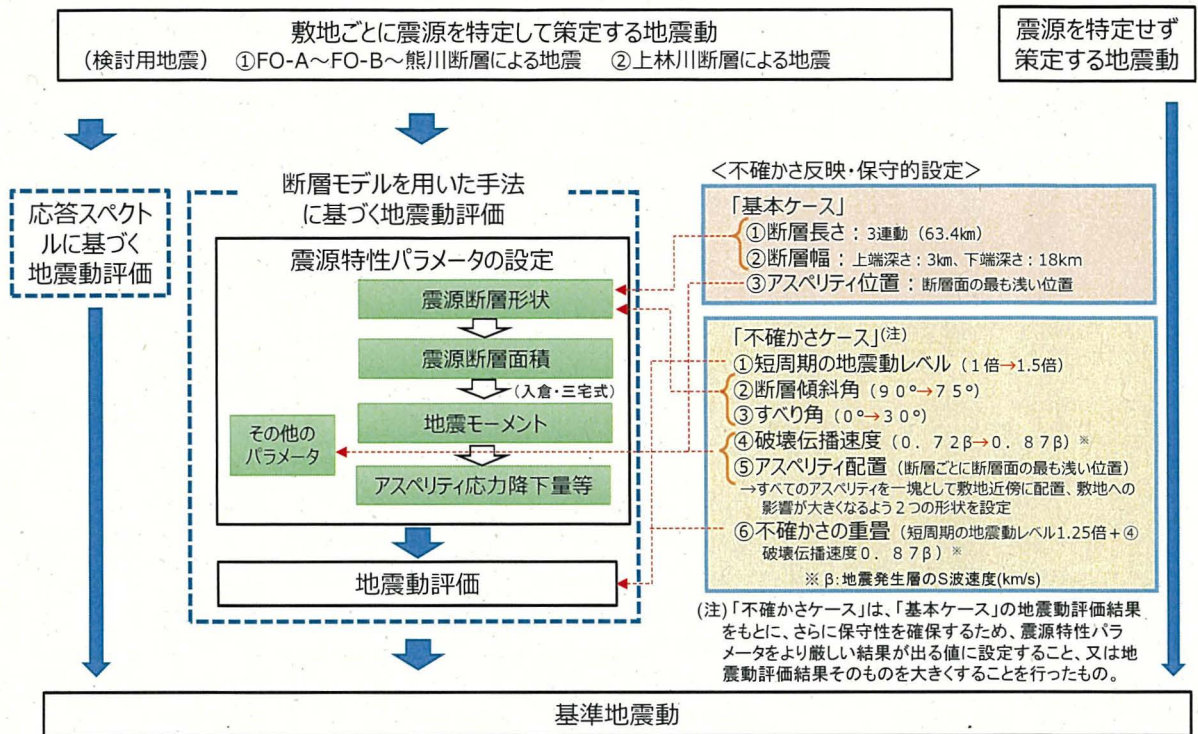 敷地ごとに震源を特定して策定する地震動
(検討用地震) ①FO-A~FO-B~熊川断層による地震 ②上林川断層による地震
震源を特定せず
策定する地震動
応答スペクト
ルに基づく
地震動評価
断層モデルを用いた手法
に基づく地震動評価
震源特性パラメータの設定
震源断層形状
震源断層面積
(入倉・三宅式)
地震モーメント
その他の
パラメータ
アスペリティ応力降下量等
地震動評価
<不確かさ反映・保守的設定>
「基本ケース」
①断層長さ:3連動(63.4km)
②断層幅:上端深さ:3km、下端深さ:18km
③アスペリティ位置:断層面の最も浅い位置
「不確かさケース」(注)
①短周期の地震動レベル(1倍→1.5倍)
②断層傾斜角(90°→75°)
③すべり角(0°→30°)
④破壊伝播速度(0.72β→0.87β)※
⑤アスペリティ配置(断層ごとに断層面の最も浅い位置)
→すべてのアスペリティを一塊として敷地近傍に配置、敷地への
影響が大きくなるよう2つの形状を設定
⑥不確かさの重畳(短周期の地震動レベル1.25倍+④
破壊伝播速度0.87β)※
※ β:地震発生層のS波速度(km/s)
(注)「不確かさケース」は、「基本ケース」の地震動評価結果
をもとに、さらに保守性を確保するため、震源特性パラ
メータをより厳しい結果が出る値に設定すること、又は地
震動評価結果そのものを大きくすることを行ったもの。
基準地震動